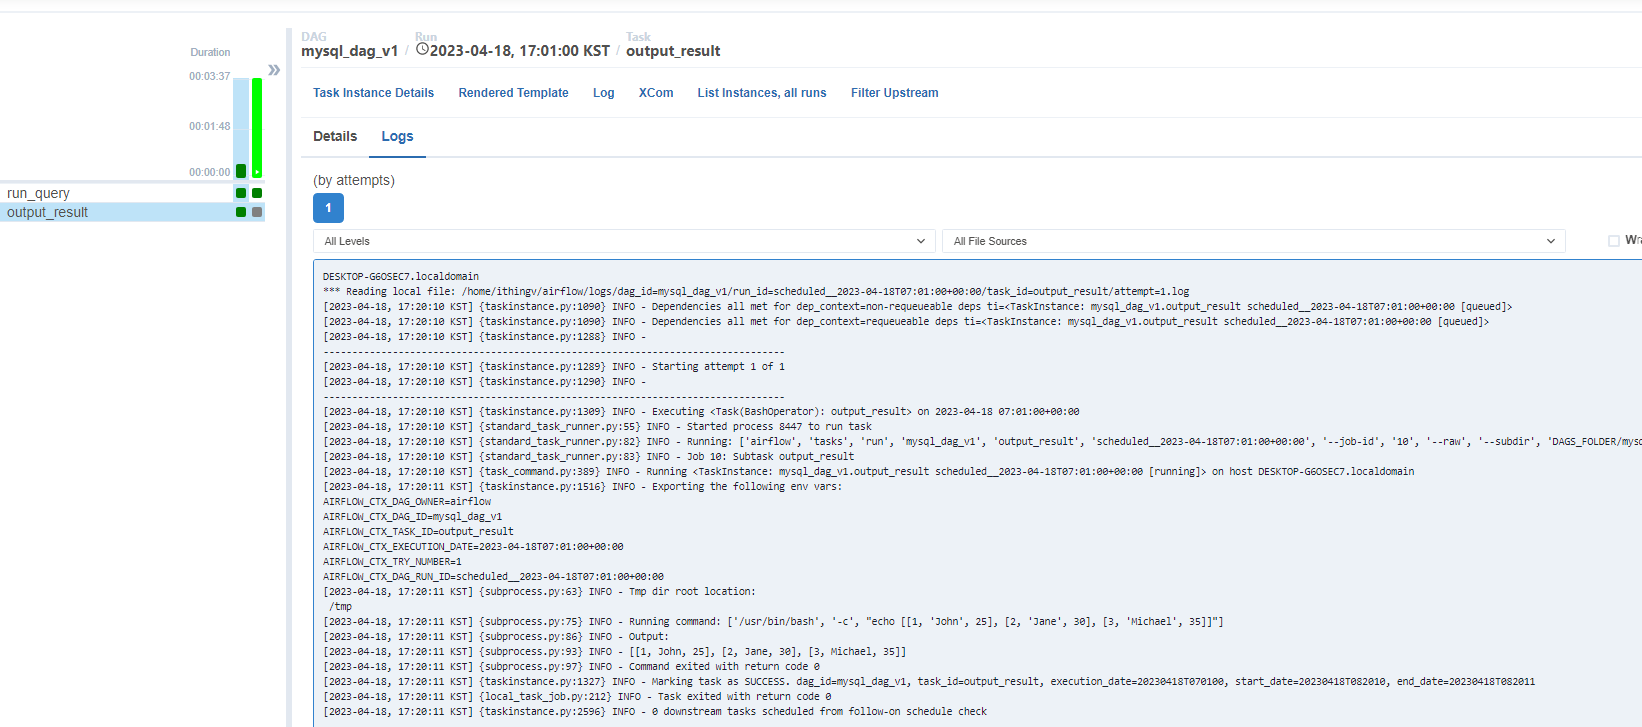 DAG Run Task
mysql_dag_v1 / 2023-04-18, 17:01:00 KST / output_result
Duration
00:03:37
00:01:48
00:00:00
run_query
output_result
Task Instance Details Rendered Template Log XCom List Instances, all runs Filter Upstream
Details Logs
(by attempts)
1
All Levels All File Sources
DESKTOP-G6OSEC7.localdomain
*** Reading local file: /home/ithingv/airflow/logs/dag_id=mysql_dag_v1/run_id=scheduled__2023-04-18T07:01:00+00:00/task_id=output_result/attempt=1.log
[2023-04-18, 17:20:10 KST] {taskinstance.py:1090} INFO - Dependencies all met for dep_context=non-requeueable deps ti=<TaskInstance: mysql_dag_v1.output_result scheduled__2023-04-18T07:01:00+00:00 [queued]>
[2023-04-18, 17:20:10 KST] {taskinstance.py:1090} INFO - Dependencies all met for dep_context=requeueable deps ti=<TaskInstance: mysql_dag_v1.output_result scheduled__2023-04-18T07:01:00+00:00 [queued]>
[2023-04-18, 17:20:10 KST] {taskinstance.py:1288} INFO -
--------------------------------------------------------------------------------
[2023-04-18, 17:20:10 KST] {taskinstance.py:1289} INFO - Starting attempt 1 of 1
[2023-04-18, 17:20:10 KST] {taskinstance.py:1290} INFO -
--------------------------------------------------------------------------------
[2023-04-18, 17:20:10 KST] {taskinstance.py:1309} INFO - Executing <Task(BashOperator): output_result> on 2023-04-18 07:01:00+00:00
[2023-04-18, 17:20:10 KST] {standard_task_runner.py:55} INFO - Started process 8447 to run task
[2023-04-18, 17:20:10 KST] {standard_task_runner.py:82} INFO - Running: ['airflow', 'tasks', 'run', 'mysql_dag_v1', 'output_result', 'scheduled__2023-04-18T07:01:00+00:00', '--job-id', '10', '--raw', '--subdir', 'DAGS_FOLDER/
[2023-04-18, 17:20:10 KST] {standard_task_runner.py:83} INFO - Job 10: Subtask output_result
[2023-04-18, 17:20:10 KST] {task_command.py:389} INFO - Running <TaskInstance: mysql_dag_v1.output_result scheduled__2023-04-18T07:01:00+00:00 [running]> on host DESKTOP-G6OSEC7.localdomain
[2023-04-18, 17:20:11 KST] {taskinstance.py:1516} INFO - Exporting the following env vars:
AIRFLOW_CTX_DAG_OWNER=airflow
AIRFLOW_CTX_DAG_ID=mysql_dag_v1
AIRFLOW_CTX_TASK_ID=output_result
AIRFLOW_CTX_EXECUTION_DATE=2023-04-18T07:01:00+00:00
AIRFLOW_CTX_TRY_NUMBER=1
AIRFLOW_CTX_DAG_RUN_ID=scheduled__2023-04-18T07:01:00+00:00
[2023-04-18, 17:20:11 KST] {subprocess.py:63} INFO - Tmp dir root location:
/tmp
[2023-04-18, 17:20:11 KST] {subprocess.py:75} INFO - Running command: ['/usr/bin/bash', '-c', "echo [[1, 'John', 25], [2, 'Jane', 30], [3, 'Michael', 35]]"]
[2023-04-18, 17:20:11 KST] {subprocess.py:86} INFO - Output:
[2023-04-18, 17:20:11 KST] {subprocess.py:93} INFO - [[1, John, 25], [2, Jane, 30], [3, Michael, 35]]
[2023-04-18, 17:20:11 KST] {subprocess.py:97} INFO - Command exited with return code 0
[2023-04-18, 17:20:11 KST] {taskinstance.py:1327} INFO - Marking task as SUCCESS. dag_id=mysql_dag_v1, task_id=output_result, execution_date=20230418T070100, start_date=20230418T082010, end_date=20230418T082011
[2023-04-18, 17:20:11 KST] {local_task_job.py:212} INFO - Task exited with return code 0
[2023-04-18, 17:20:11 KST] {taskinstance.py:2596} INFO - 0 downstream tasks scheduled from follow-on schedule check